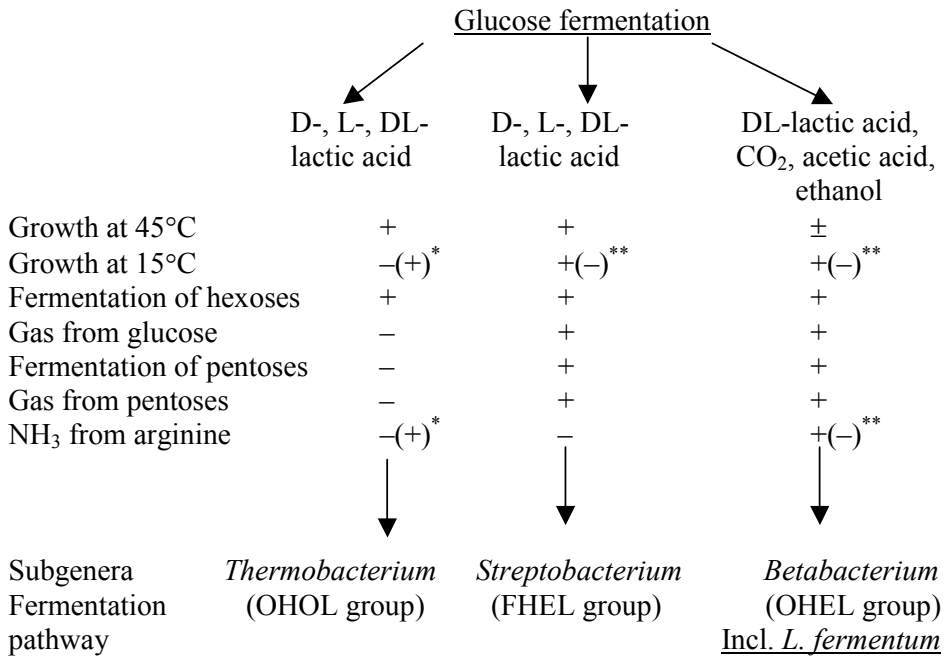 Glucose fermentation
D-, L-, DL- D-, L-, DL- DL-lactic acid,
lactic acid lactic acid CO₂, acetic acid,
ethanol
Growth at 45°C + + ±
Growth at 15°C –(+)* +(–)** +(–)**
Fermentation of hexoses + + +
Gas from glucose – + +
Fermentation of pentoses – + +
Gas from pentoses – + +
NH₃ from arginine –(+)* – +(–)**
Subgenera Thermobacterium Streptobacterium Betabacterium
Fermentation (OHOL group) (FHEL group) (OHEL group)
pathway Incl. L. fermentum